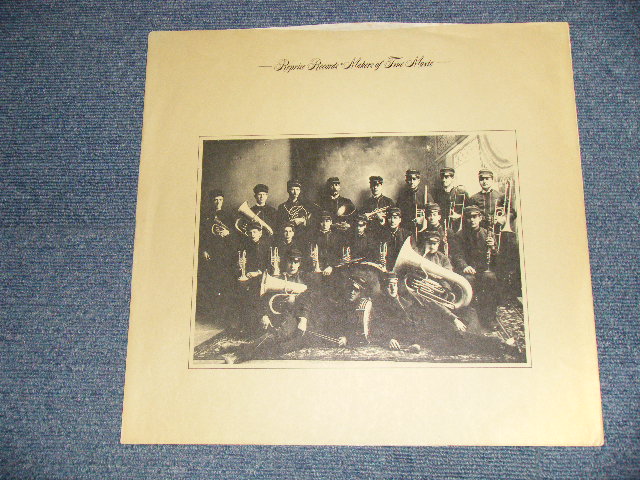 Reprise Records • Makers of Fine Music